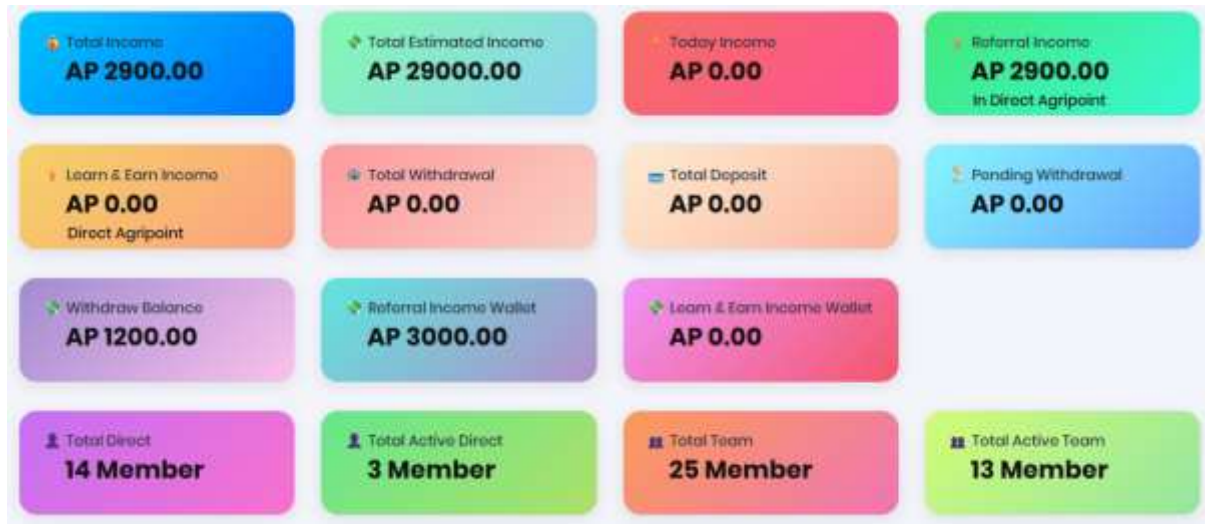 Total Income
AP 2900.00
Total Estimated Income
AP 29000.00
Today Income
AP 0.00
Referral Income
AP 2900.00
In Direct Agripoint
Learn & Earn Income
AP 0.00
Direct Agripoint
Total Withdrawal
AP 0.00
Total Deposit
AP 0.00
Pending Withdrawal
AP 0.00
Withdraw Balance
AP 1200.00
Referral Income Wallet
AP 3000.00
Learn & Earn Income Wallet
AP 0.00
Total Direct
14 Member
Total Active Direct
3 Member
Total Team
25 Member
Total Active Team
13 Member